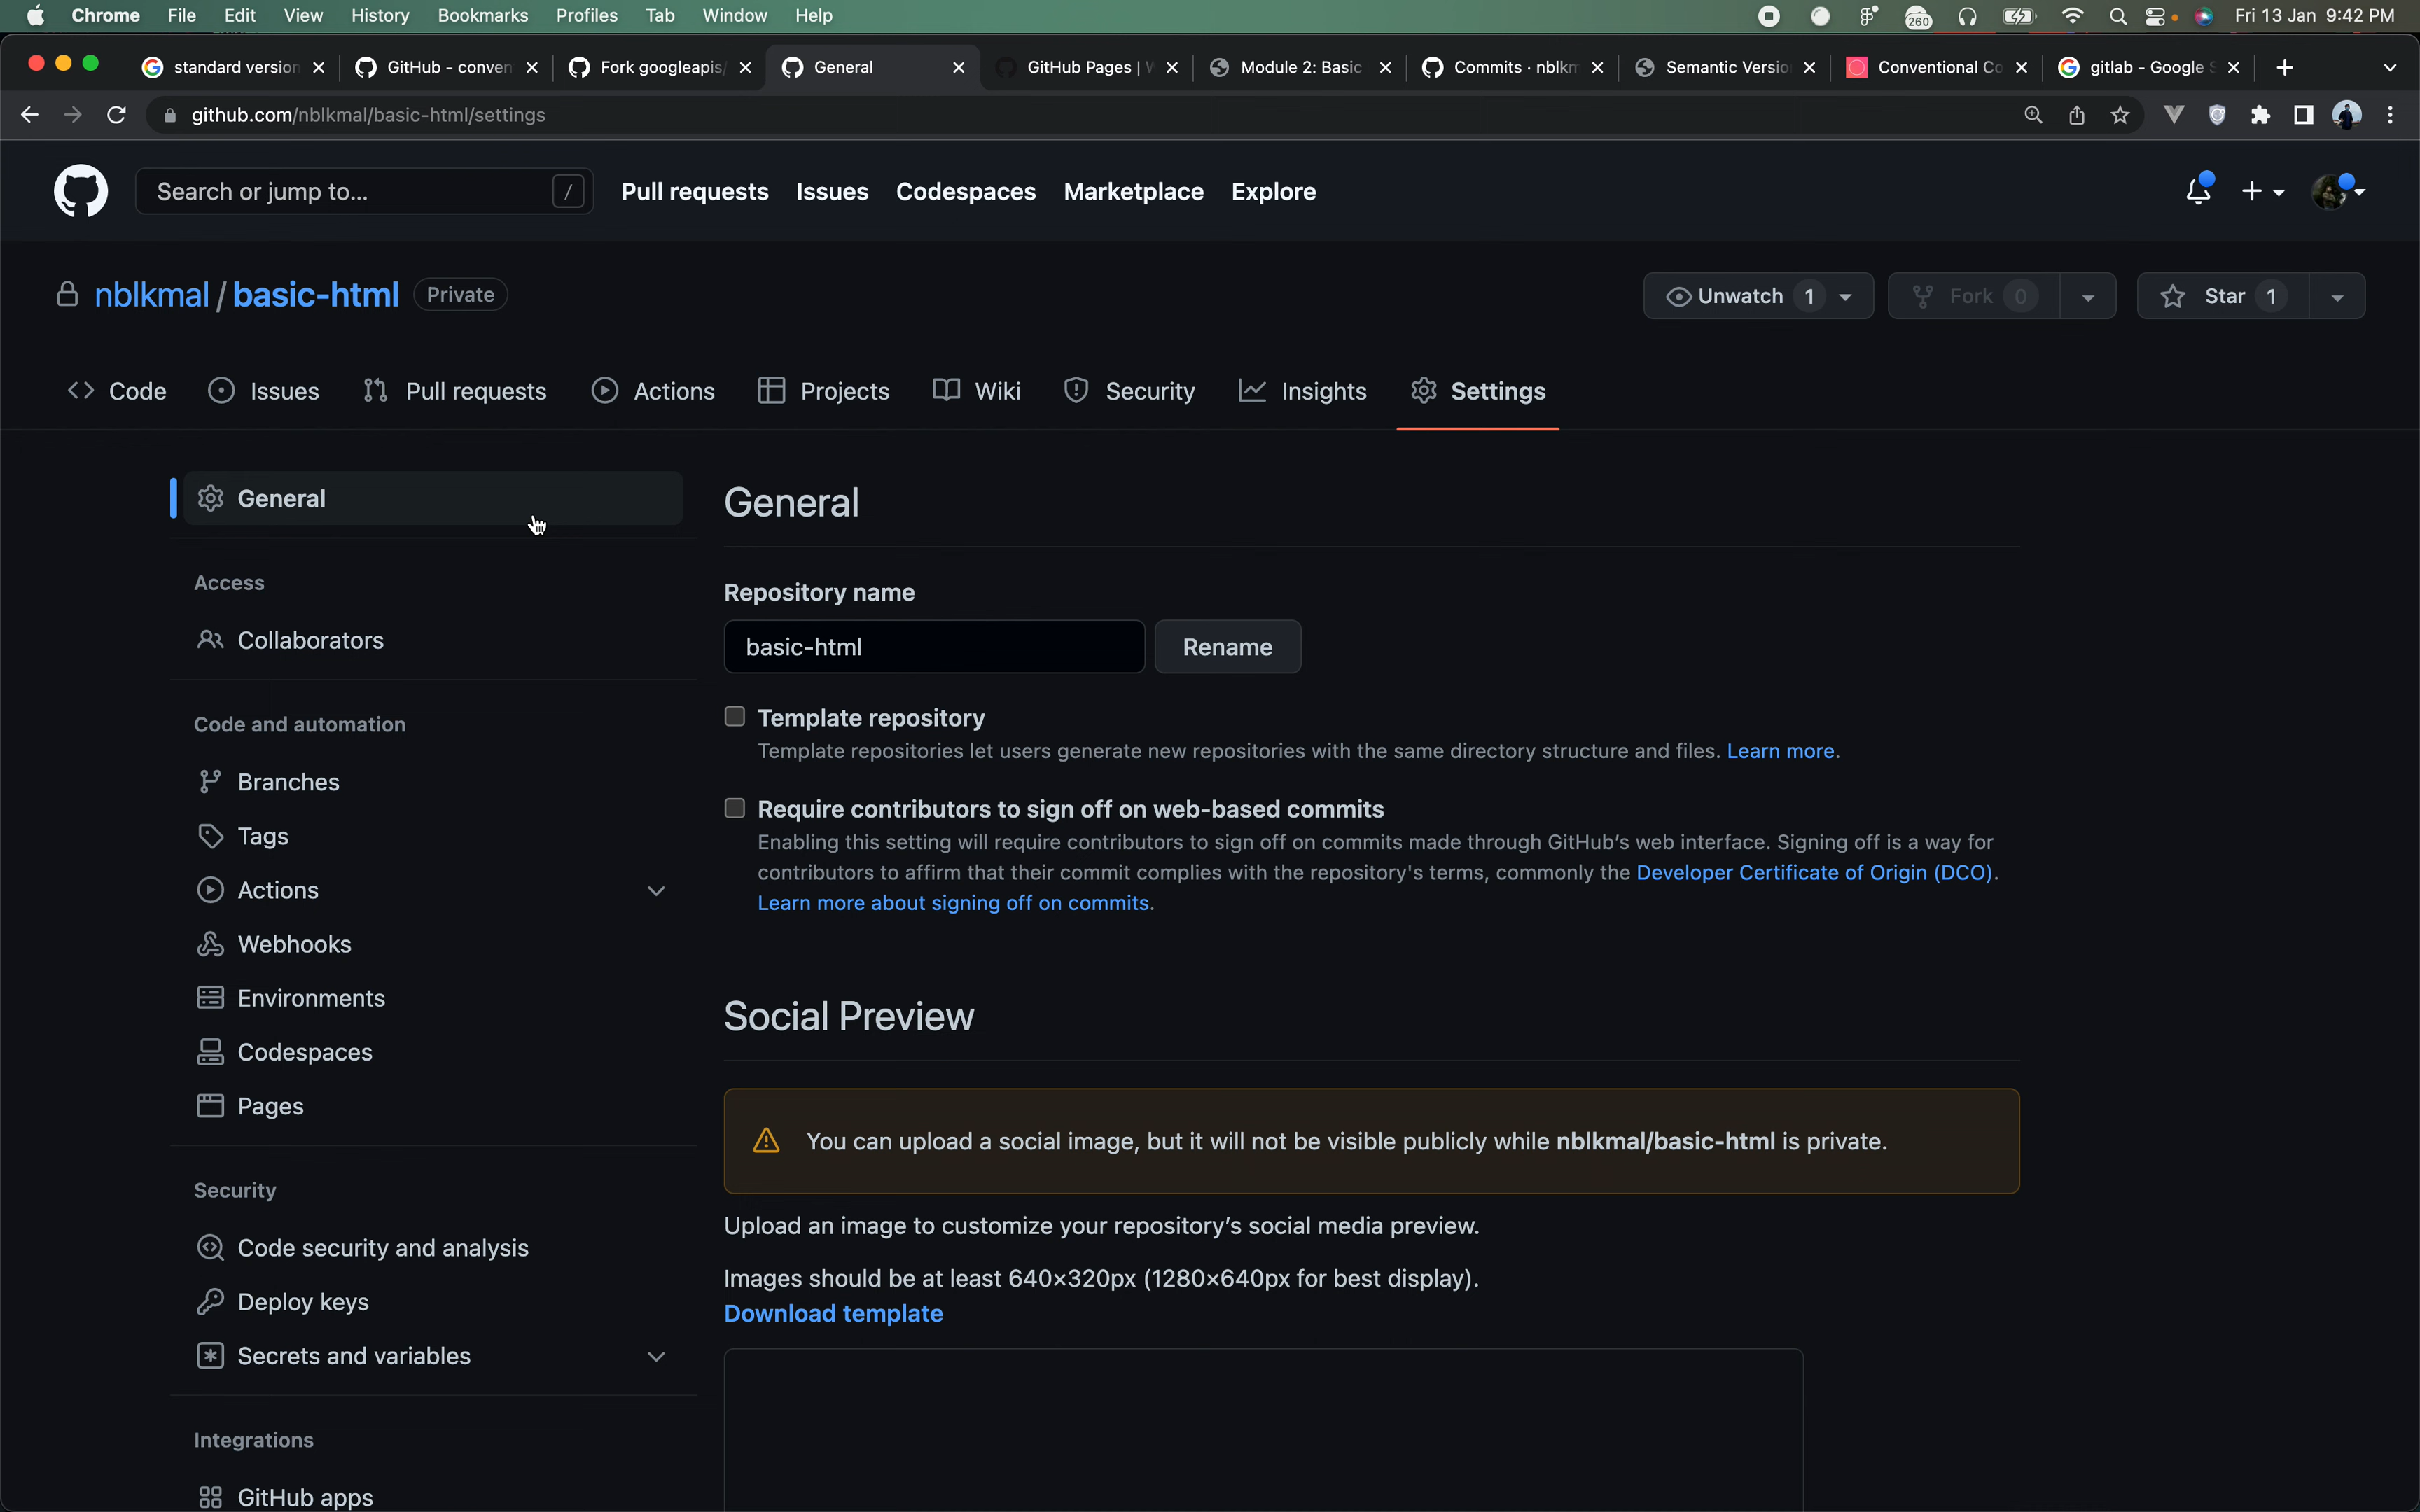 Chrome File Edit View History Bookmarks Profiles Tab Window Help 260 Fri 13 Jan 9:42 PM
standard version GitHub - conven Fork googleapis/ General GitHub Pages | Module 2: Basic Commits · nblkm Semantic Versio Conventional Co gitlab - Google S
github.com/nblkmal/basic-html/settings
Search or jump to... / Pull requests Issues Codespaces Marketplace Explore
nblkmal / basic-html Private Unwatch 1 Fork 0 Star 1
Code Issues Pull requests Actions Projects Wiki Security Insights Settings
General
Access
Collaborators
Code and automation
Branches
Tags
Actions
Webhooks
Environments
Codespaces
Pages
Security
Code security and analysis
Deploy keys
Secrets and variables
Integrations
GitHub apps
General
Repository name
basic-html Rename
Template repository
Template repositories let users generate new repositories with the same directory structure and files. Learn more.
Require contributors to sign off on web-based commits
Enabling this setting will require contributors to sign off on commits made through GitHub’s web interface. Signing off is a way for
contributors to affirm that their commit complies with the repository's terms, commonly the Developer Certificate of Origin (DCO).
Learn more about signing off on commits.
Social Preview
You can upload a social image, but it will not be visible publicly while nblkmal/basic-html is private.
Upload an image to customize your repository’s social media preview.
Images should be at least 640×320px (1280×640px for best display).
Download template